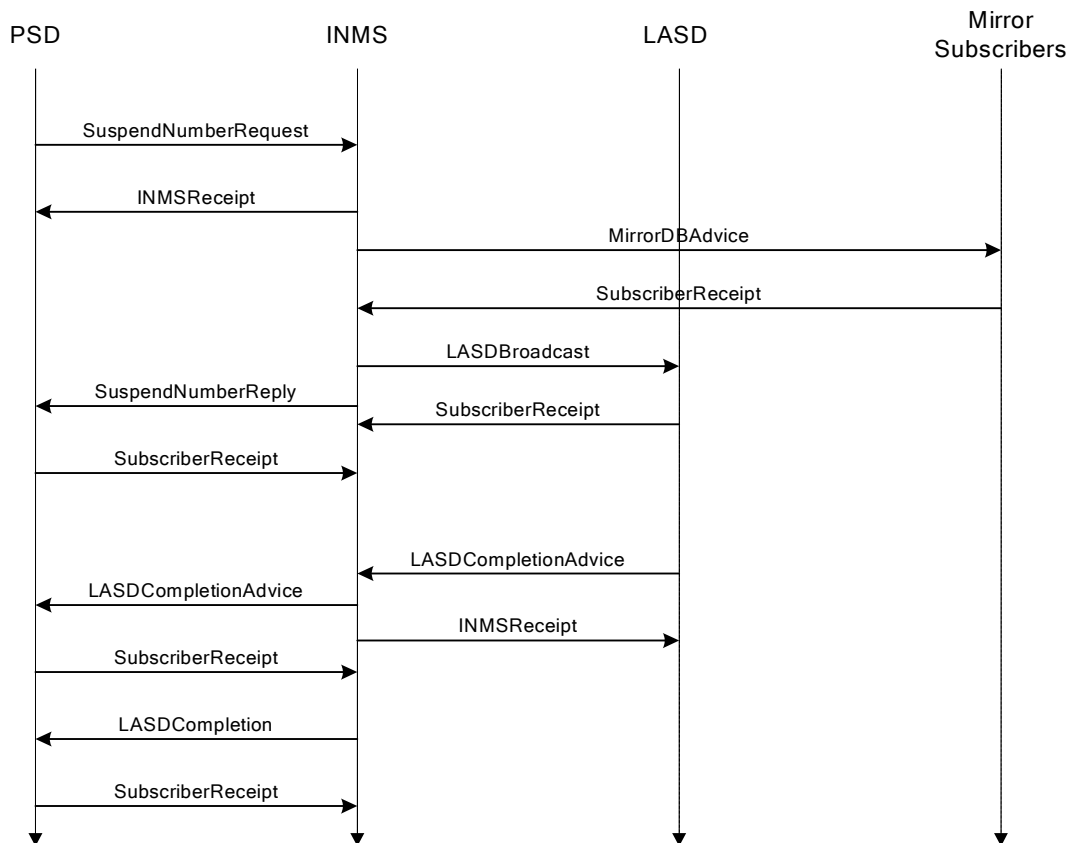 PSD
INMS
LASD
Mirror
Subscribers
SuspendNumberRequest
INMSReceipt
MirrorDBAdvice
SubscriberReceipt
LASDBroadcast
SuspendNumberReply
SubscriberReceipt
SubscriberReceipt
LASDCompletionAdvice
LASDCompletionAdvice
INMSReceipt
SubscriberReceipt
LASDCompletion
SubscriberReceipt